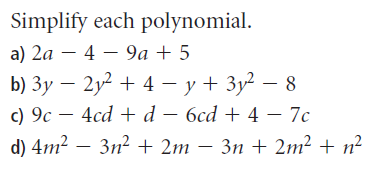 Simplify each polynomial.
a) 2a − 4 − 9a + 5
b) 3y − 2y² + 4 − y + 3y² − 8
c) 9c − 4cd + d − 6cd + 4 − 7c
d) 4m² − 3n² + 2m − 3n + 2m² + n²